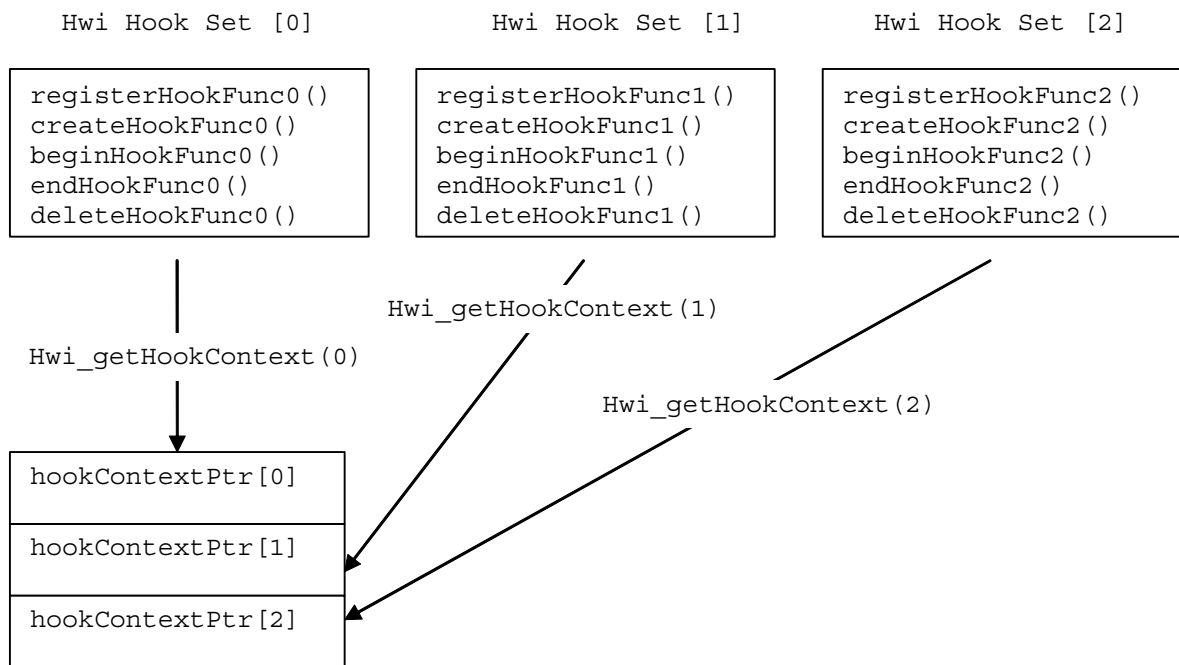 Hwi Hook Set [0]
Hwi Hook Set [1]
Hwi Hook Set [2]
registerHookFunc0()
createHookFunc0()
beginHookFunc0()
endHookFunc0()
deleteHookFunc0()
registerHookFunc1()
createHookFunc1()
beginHookFunc1()
endHookFunc1()
deleteHookFunc1()
registerHookFunc2()
createHookFunc2()
beginHookFunc2()
endHookFunc2()
deleteHookFunc2()
Hwi_getHookContext(1)
Hwi_getHookContext(0)
Hwi_getHookContext(2)
hookContextPtr[0]
hookContextPtr[1]
hookContextPtr[2]